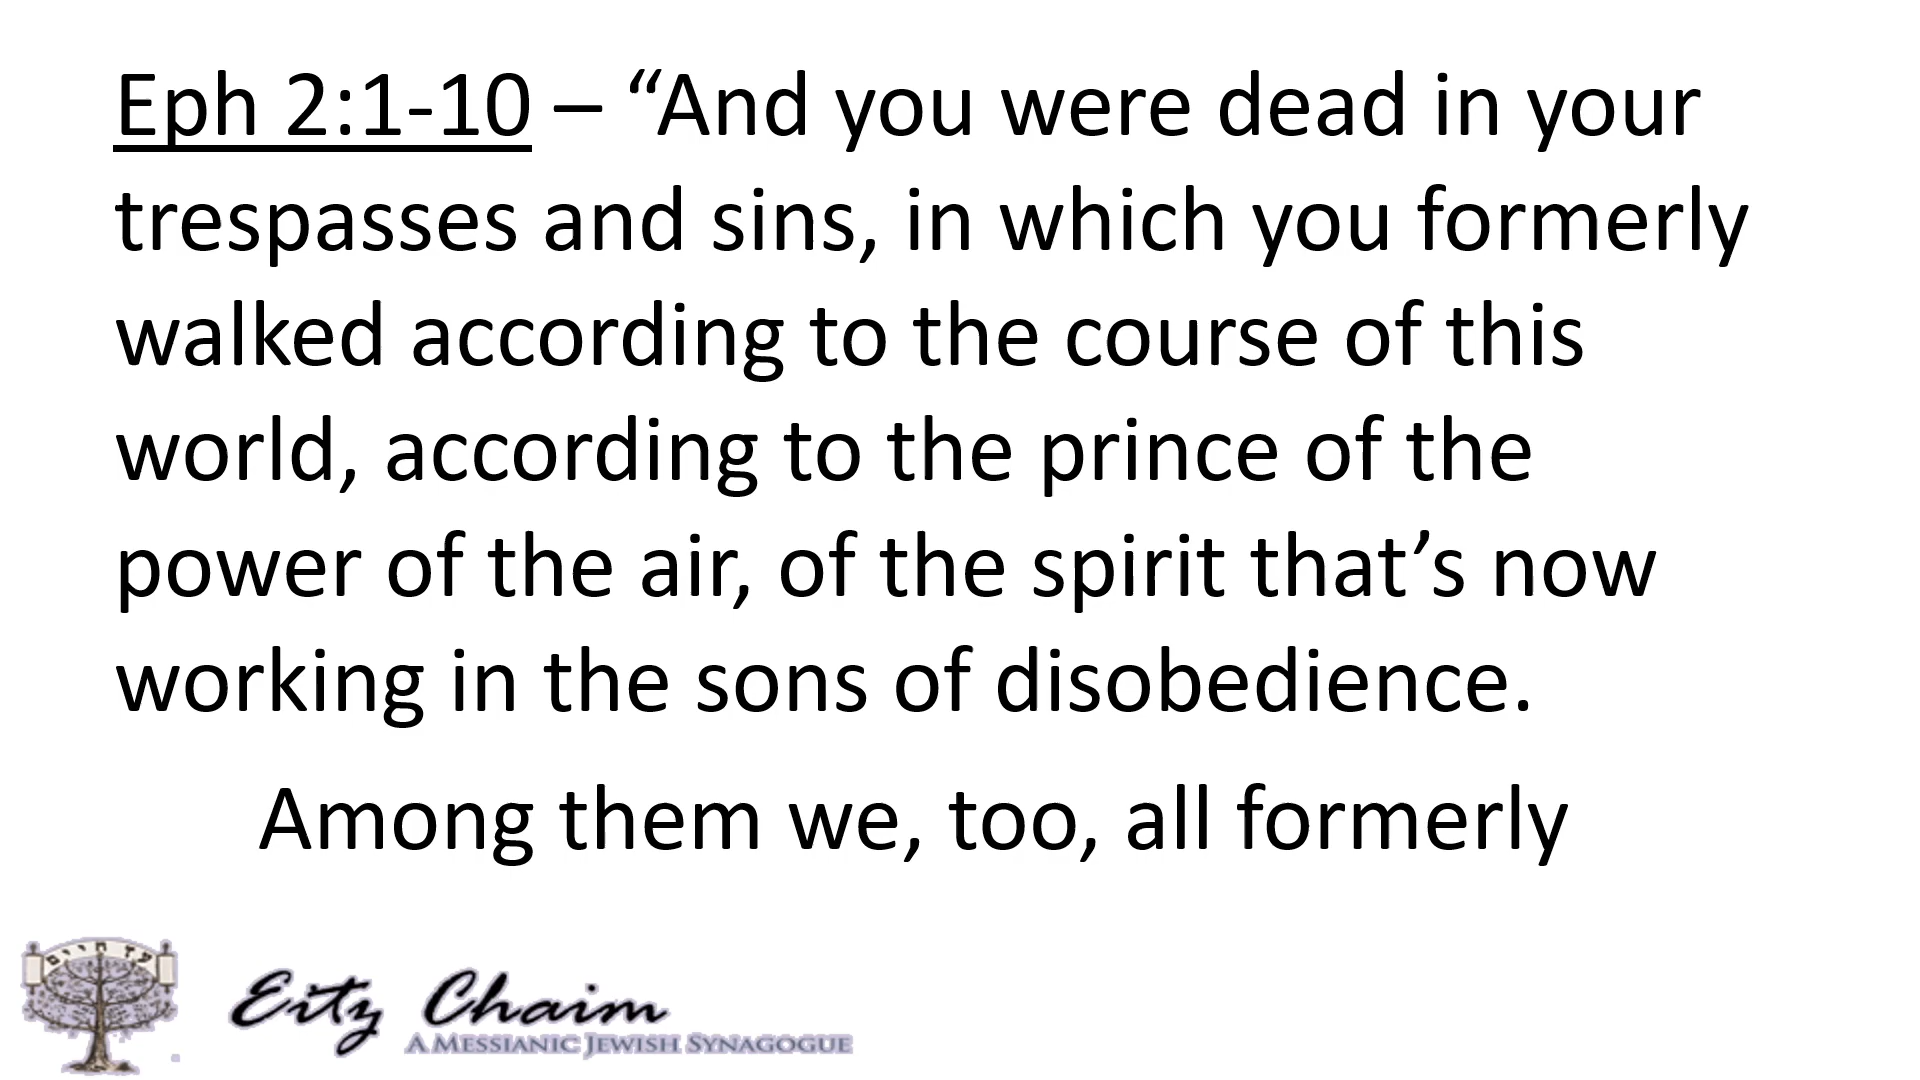 Eph 2:1-10 – “And you were dead in your
trespasses and sins, in which you formerly
walked according to the course of this
world, according to the prince of the
power of the air, of the spirit that’s now
working in the sons of disobedience.
Among them we, too, all formerly
עץ חיים
Eitz Chaim
A MESSIANIC JEWISH SYNAGOGUE